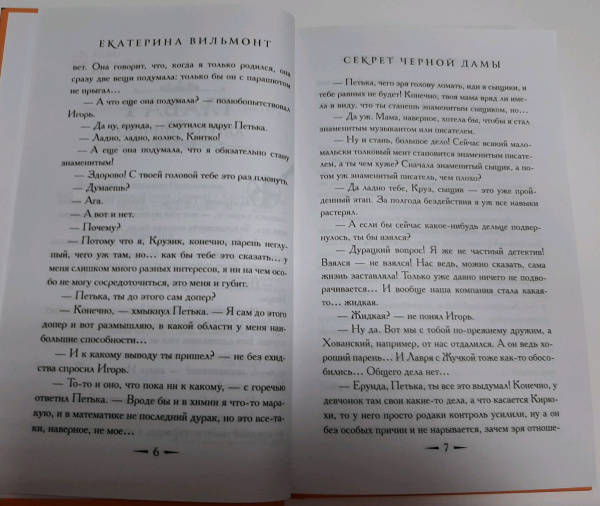 ЕКАТЕРИНА ВИЛЬМОНТ
вет. Она говорит, что, когда я только родился, она
сразу две вещи подумала: только бы он с парашютом
не прыгал...
— А что еще она подумала? — полюбопытствовал
Игорь.
— Да ну, ерунда, — смутился вдруг Петька.
— Ладно, ладно, колись, Квитко!
— А еще она подумала, что я обязательно стану
знаменитым!
— Здорово! С твоей головой тебе это раз плюнуть.
— Думаешь?
— Ага.
— А вот и нет.
— Почему?
— Потому что я, Крузик, конечно, парень неглу-
пый, чего уж там, но... как бы тебе это сказать... у
меня слишком много разных интересов, я ни на чем осо-
бо не могу сосредоточиться, это меня и губит.
— Петька, ты до этого сам допер?
— Конечно, — хмыкнул Петька. — Я сам до этого
допер и вот размышляю, в какой области у меня наи-
большие способности...
— И к какому выводу ты пришел? — не без ехид-
ства спросил Игорь.
— То-то и оно, что пока ни к какому, — с горечью
ответил Петька. — Вроде бы и в химии я что-то мара-
кую, и в математике не последний дурак, но это все-та-
ки, наверное, не мое...
6
СЕКРЕТ ЧЕРНОЙ ДАМЫ
— Петька, чего зря голову ломать, иди в сыщики, и
тебе равных не будет! Конечно, твоя мама вряд ли име-
ла в виду, что ты станешь знаменитым сыщиком, но...
— Да уж. Мама, наверное, хотела бы, чтобы я стал
знаменитым музыкантом или писателем.
— Ну и стань, большое дело! Сейчас всякий мало-
мальски толковый мент становится знаменитым писате-
лем, а ты чем хуже? Сначала знаменитый сыщик, а по-
том уж знаменитый писатель, чем плохо?
— Да ладно тебе, Круз, сыщик — это уже прой-
денный этап. За полгода бездействия я уж все навыки
растерял.
— А если бы сейчас какое-нибудь дельце подвер-
нулось, ты бы взялся?
— Дурацкий вопрос! Я же не частный детектив!
Взялся — не взялся! Нас ведь, можно сказать, сама
жизнь заставляла! Только уже давно ничего не подво-
рачивается... И вообще наша компания стала какая-
то... жидкая.
— Жидкая? — не понял Игорь.
— Ну да. Вот мы с тобой по-прежнему дружим, а
Хованский, например, от нас отдалился. А он ведь хо-
роший парень... И Лавря с Жучкой тоже как-то обосо-
бились... Общего дела нет...
— Ерунда, Петька, ты все это выдумал! Конечно, у
девчонок там свои какие-то дела, а что касается Кирю-
хи, то у него просто родаки контроль усилили, ну а он
без особых причин и не нарывается, зачем зря отноше-
7